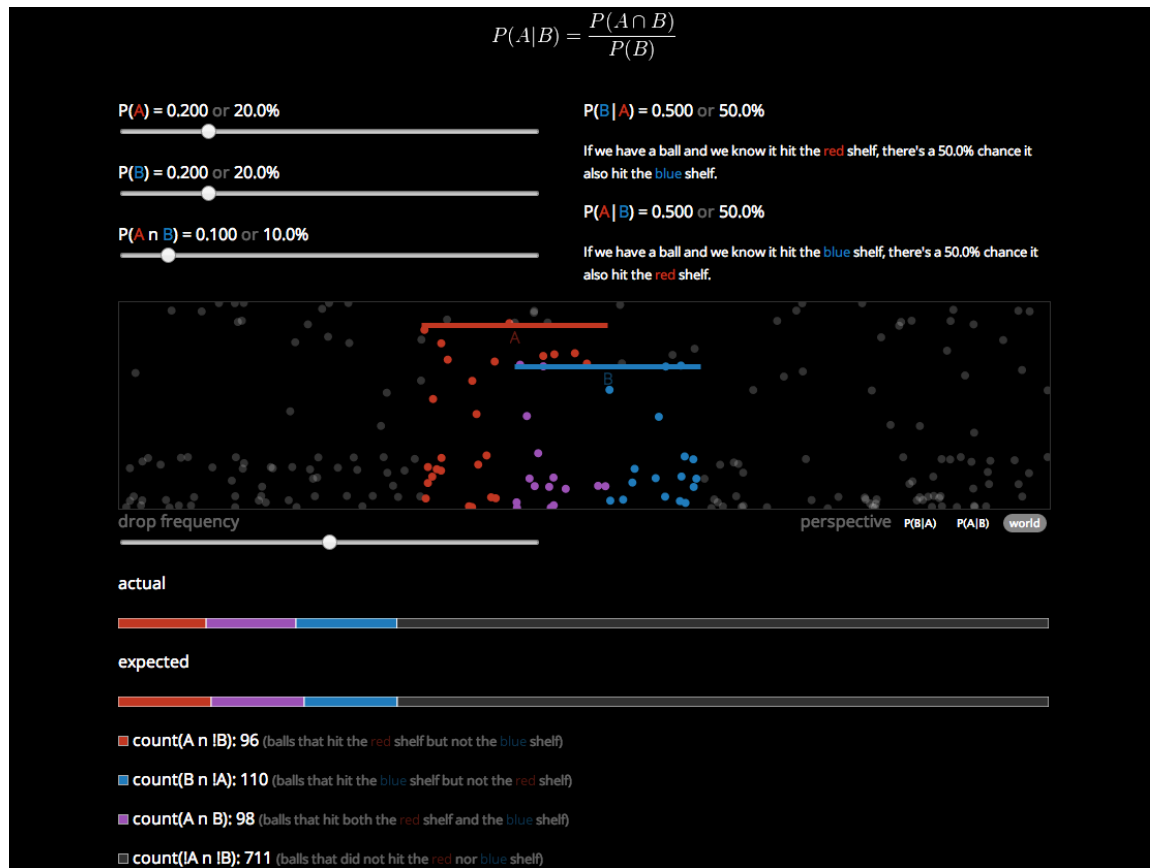 P(A|B) = P(A ∩ B) / P(B)
P(A) = 0.200 or 20.0%
P(B) = 0.200 or 20.0%
P(A n B) = 0.100 or 10.0%
P(B|A) = 0.500 or 50.0%
If we have a ball and we know it hit the red shelf, there's a 50.0% chance it
also hit the blue shelf.
P(A|B) = 0.500 or 50.0%
If we have a ball and we know it hit the blue shelf, there's a 50.0% chance it
also hit the red shelf.
A
B
drop frequency
perspective P(B|A) P(A|B) world
actual
expected
count(A n !B): 96 (balls that hit the red shelf but not the blue shelf)
count(B n !A): 110 (balls that hit the blue shelf but not the red shelf)
count(A n B): 98 (balls that hit both the red shelf and the blue shelf)
count(!A n !B): 711 (balls that did not hit the red nor blue shelf)